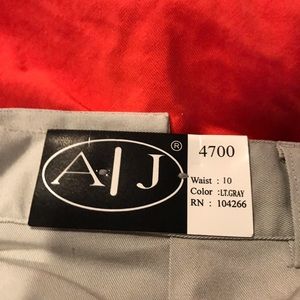 A.|J ®
4700
Waist : 10
Color :LT.GRAY
RN : 104266